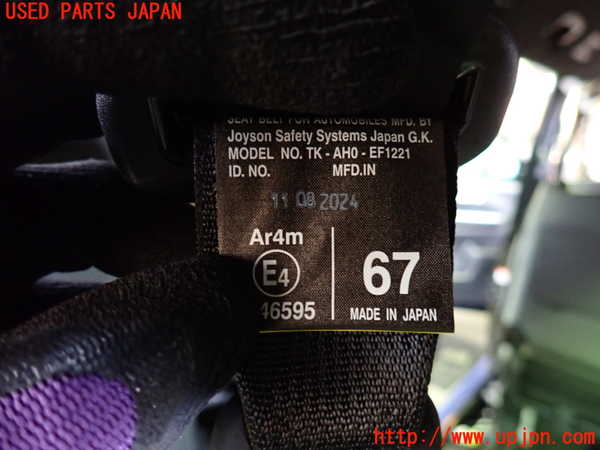 USED PARTS JAPAN
SEAT BELT FOR AUTOMOBILES MFD. BY
Joyson Safety Systems Japan G.K.
MODEL NO. TK - AH0 - EF1221
ID. NO. MFD.IN
11 08 2024
Ar4m
E4
46595
67
MADE IN JAPAN
http://www.upjpn.com/